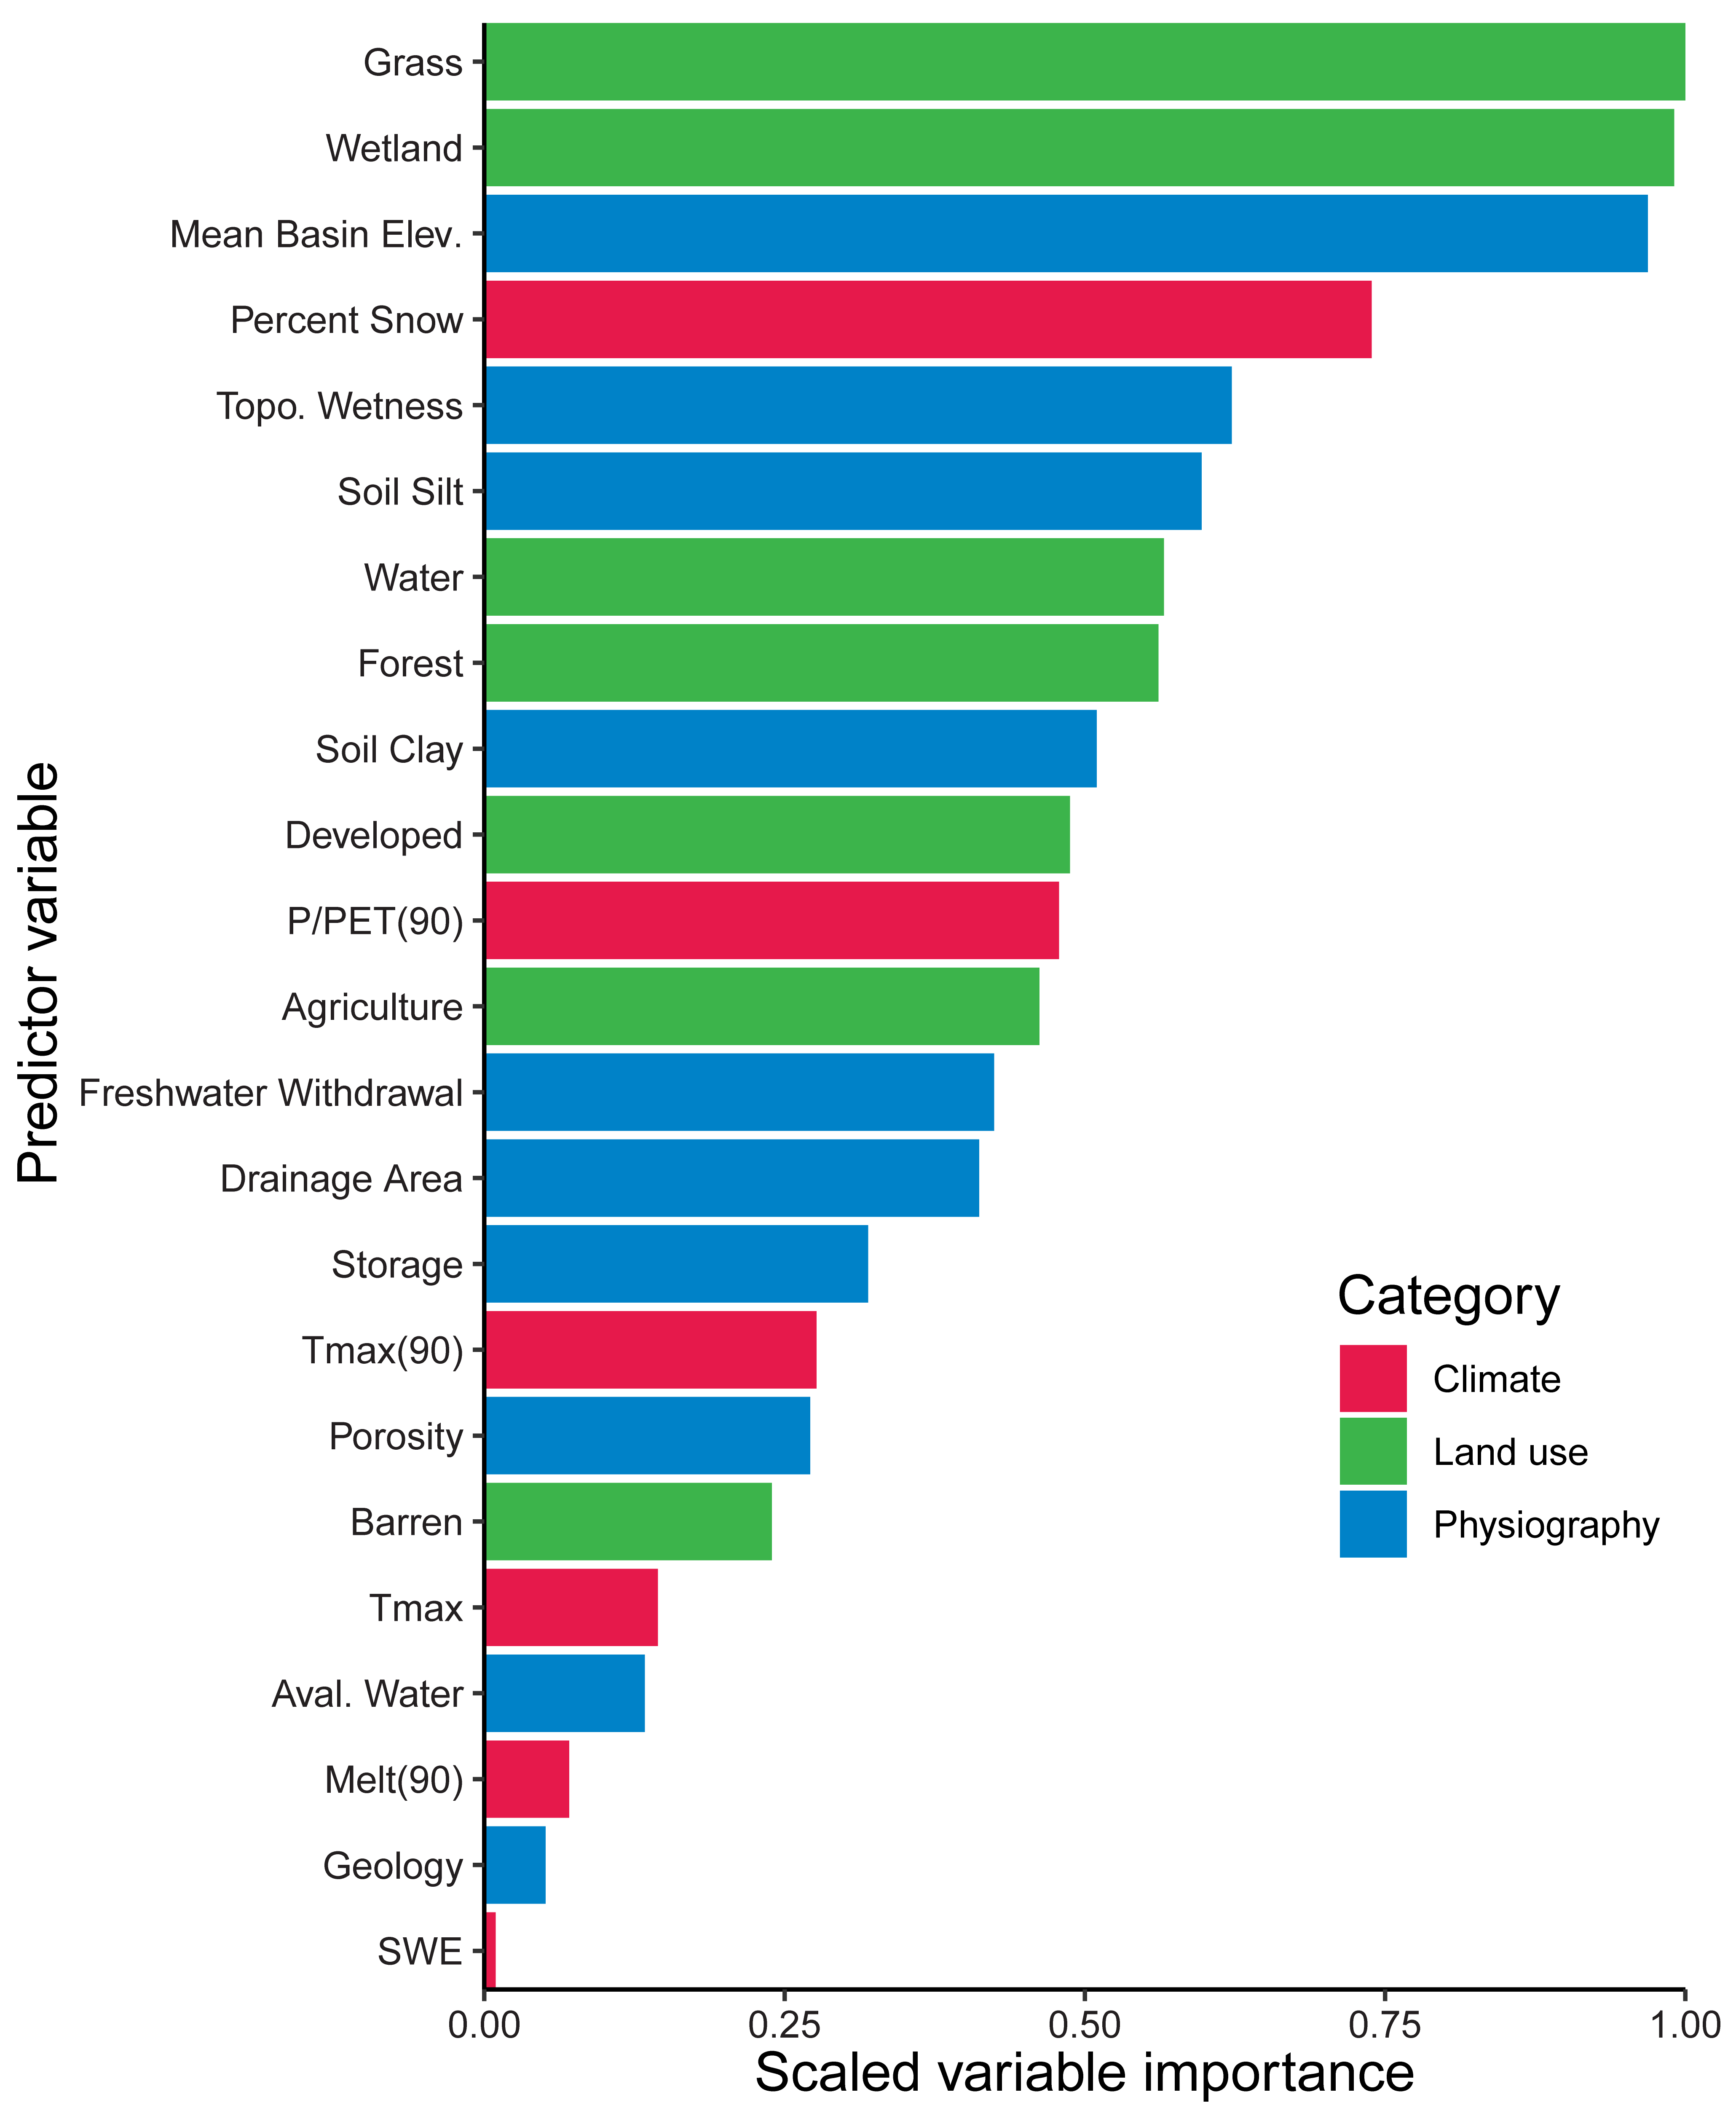 Predictor variable
Grass
Wetland
Mean Basin Elev.
Percent Snow
Topo. Wetness
Soil Silt
Water
Forest
Soil Clay
Developed
P/PET(90)
Agriculture
Freshwater Withdrawal
Drainage Area
Storage
Tmax(90)
Porosity
Barren
Tmax
Aval. Water
Melt(90)
Geology
SWE
Category
Climate
Land use
Physiography
0.00 0.25 0.50 0.75 1.00
Scaled variable importance